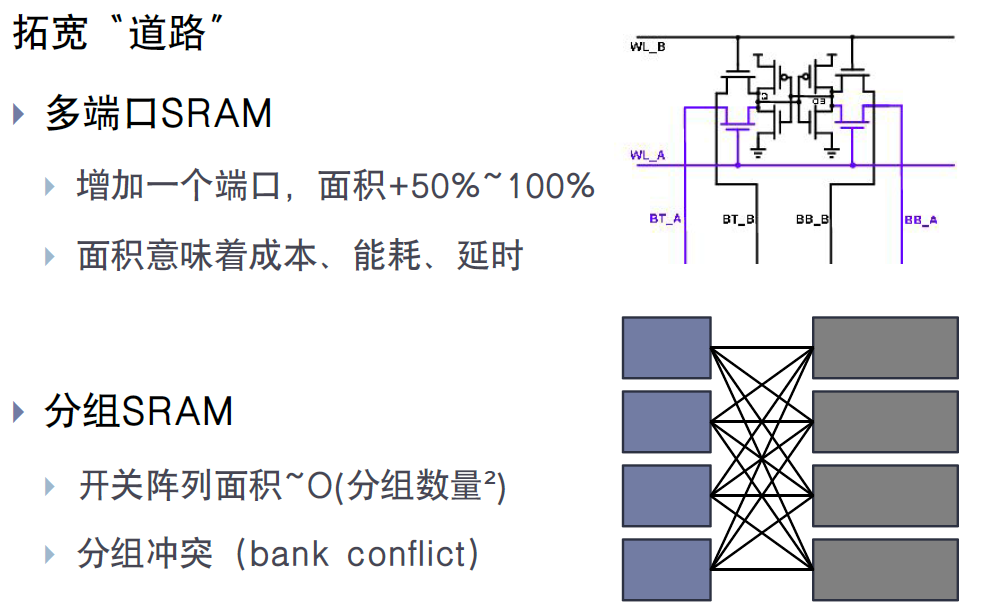 拓宽“道路”
多端口SRAM
增加一个端口，面积+50%~100%
面积意味着成本、能耗、延时
WL_B
Q
WL_A
BT_A
BT_B
BB_B
BB_A
分组SRAM
开关阵列面积~O(分组数量²)
分组冲突（bank conflict）